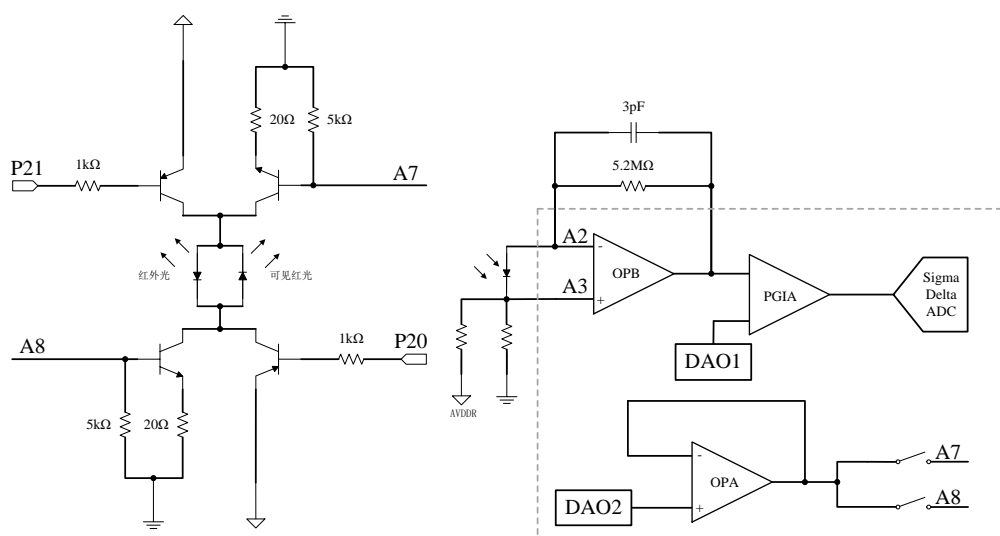 20Ω
5kΩ
P21
1kΩ
A7
红外光
可见红光
A8
1kΩ
P20
5kΩ
20Ω
3pF
5.2MΩ
A2
-
OPB
A3
+
AVDDR
PGIA
Sigma
Delta
ADC
DAO1
-
OPA
+
DAO2
A7
A8